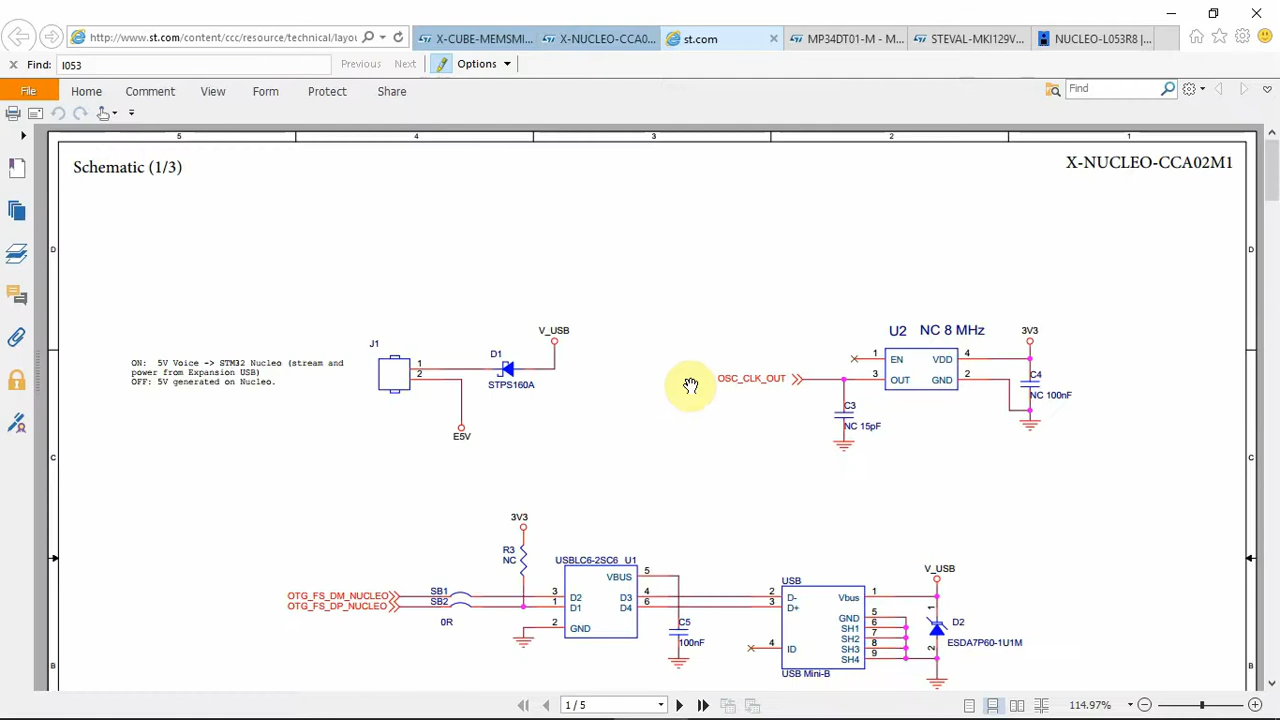 http://www.st.com/content/ccc/resource/technical/layou
X-CUBE-MEMSMI...
X-NUCLEO-CCA0...
st.com
MP34DT01-M - M...
STEVAL-MKI129V...
NUCLEO-L053R8 |...
Find: l053
Previous Next Options
File Home Comment View Form Protect Share
Find
5 4 3 2 1
Schematic (1/3)
X-NUCLEO-CCA02M1
D D
V_USB
J1
D1
STPS160A
1
2
E5V
ON: 5V Voice -> STM32 Nucleo (stream and
power from Expansion USB)
OFF: 5V generated on Nucleo.
U2 NC 8 MHz
3V3
1 EN VDD 4
OSC_CLK_OUT 3 OUT GND 2
C4
NC 100nF
C3
NC 15pF
C C
3V3
R3
NC
USBLC6-2SC6 U1
VBUS 5
OTG_FS_DM_NUCLEO SB1 3 D2 D3 4
OTG_FS_DP_NUCLEO SB2 1 D1 D4 6
0R
2 GND
C5
100nF
USB
V_USB
2 D- Vbus 1
3 D+
GND 5
SH1 6
SH2 7
4 ID SH3 8
SH4 9
USB Mini-B
1
D2
ESDA7P60-1U1M
2
B B
1 / 5
114.97%